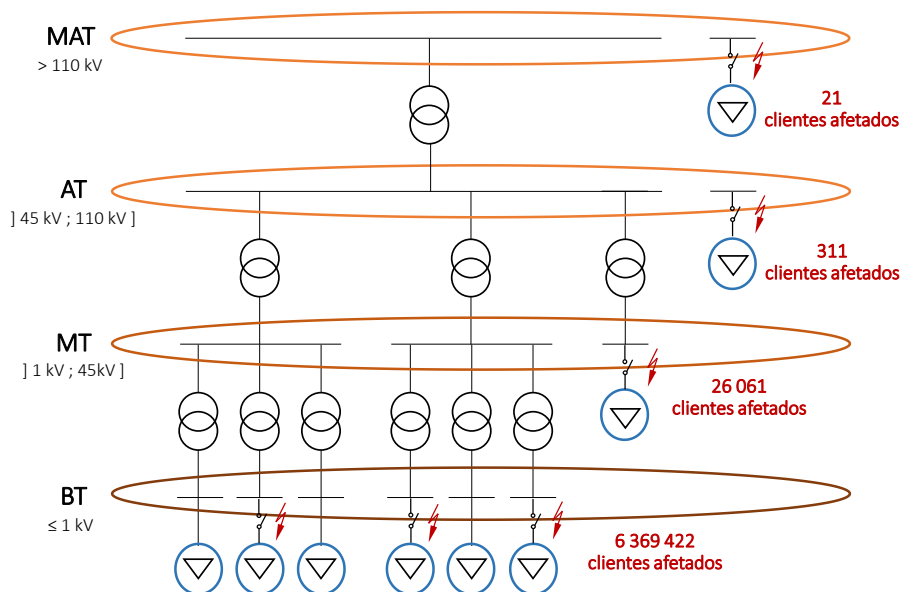 MAT
> 110 kV
21
clientes afetados
AT
] 45 kV ; 110 kV ]
311
clientes afetados
MT
] 1 kV ; 45kV ]
26 061
clientes afetados
BT
≤ 1 kV
6 369 422
clientes afetados